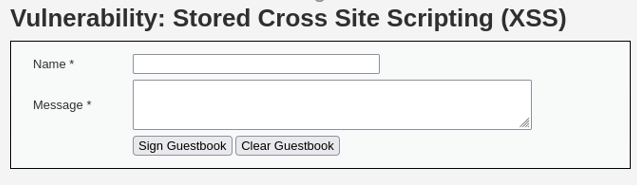 Vulnerability: Stored Cross Site Scripting (XSS)
Name *
Message *
Sign Guestbook Clear Guestbook